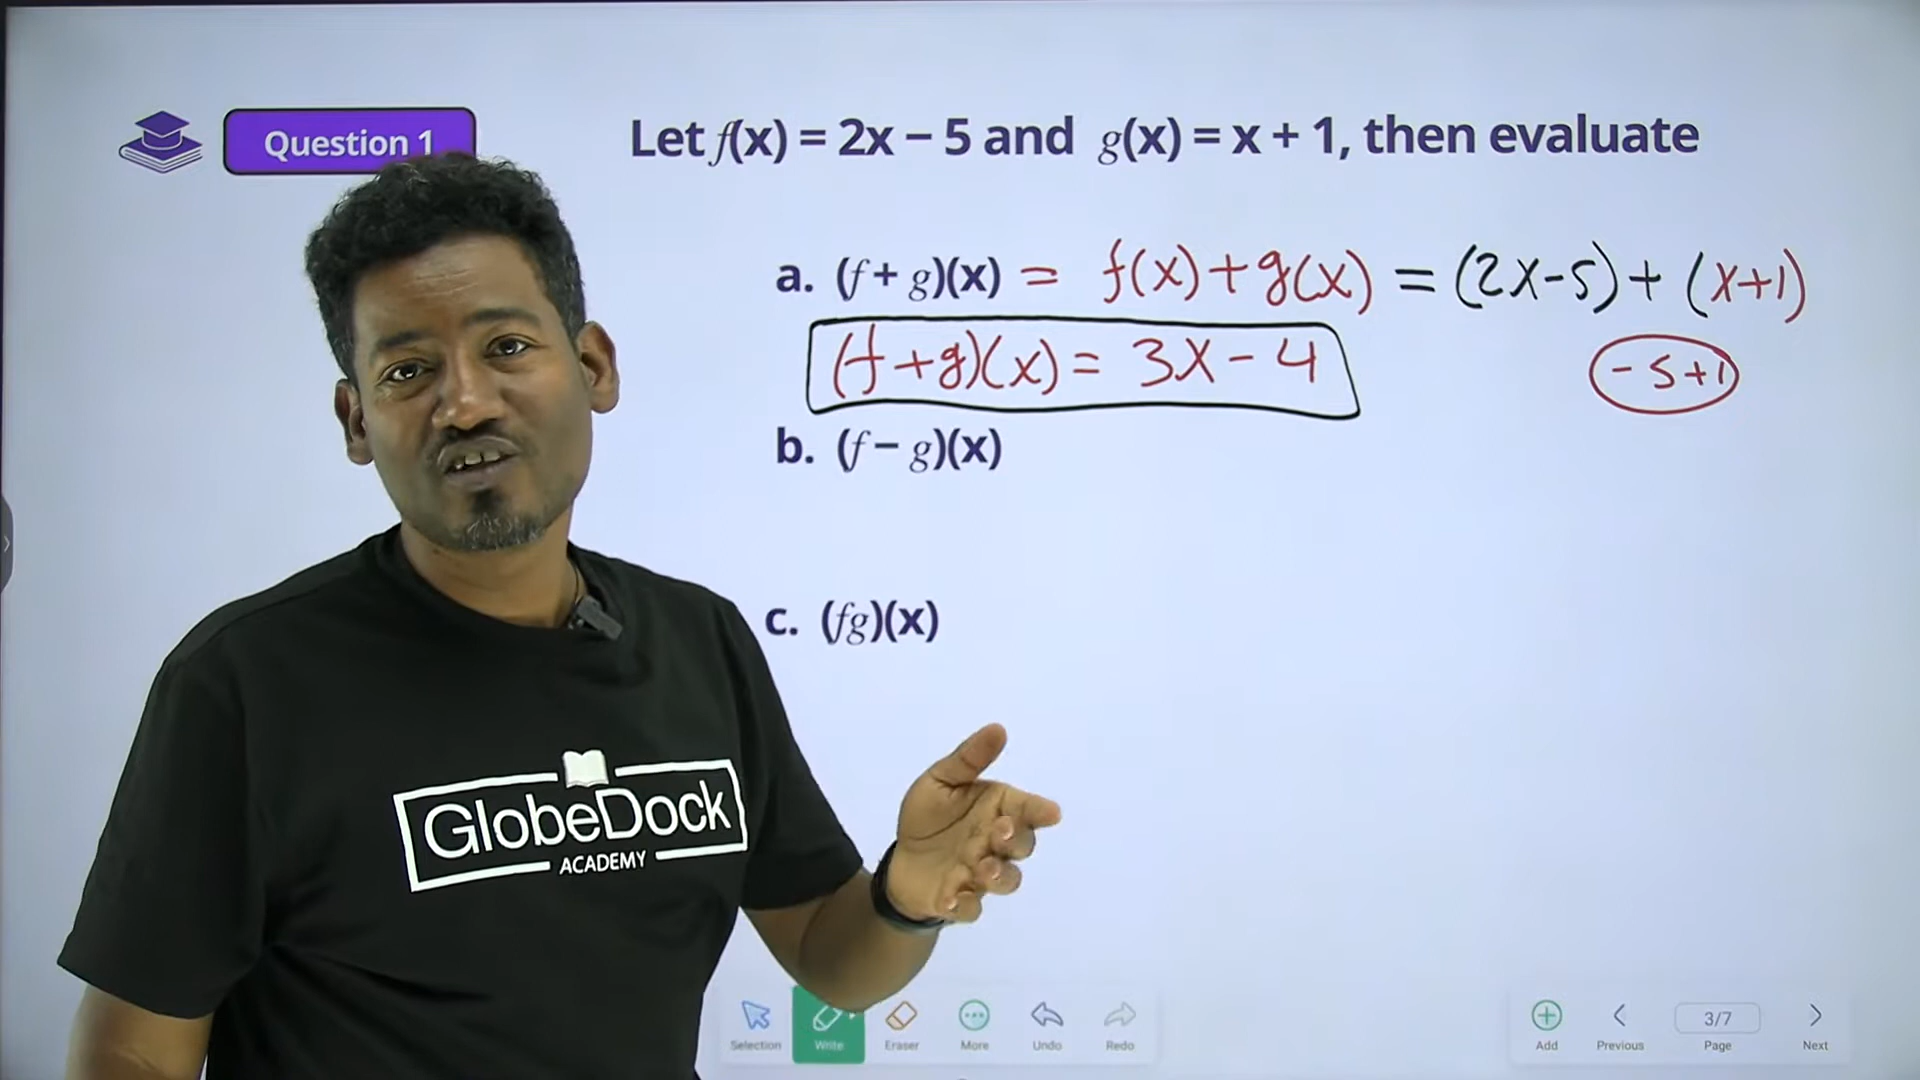 Question 1
Let f(x) = 2x – 5 and g(x) = x + 1, then evaluate
a. (f + g)(x) = f(x)+g(x) = (2x-5)+ (x+1)
(f+g)(x) = 3x - 4
-5+1
b. (f – g)(x)
c. (fg)(x)
GlobeDock
ACADEMY
Selection Write Eraser More Undo Redo
Add Previous 3/7 Page Next